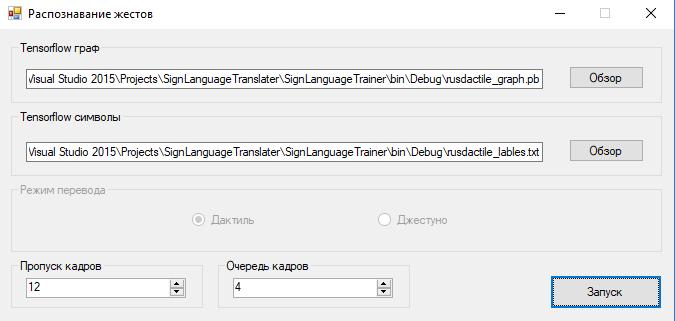 Распознавание жестов
Tensorflow граф
Visual Studio 2015\Projects\SignLanguageTranslater\SignLanguageTrainer\bin\Debug\rusdactile_graph.pb
Обзор
Tensorflow символы
Visual Studio 2015\Projects\SignLanguageTranslater\SignLanguageTrainer\bin\Debug\rusdactile_lables.txt
Обзор
Режим перевода
Дактиль
Джестуно
Пропуск кадров
Очередь кадров
12
4
Запуск